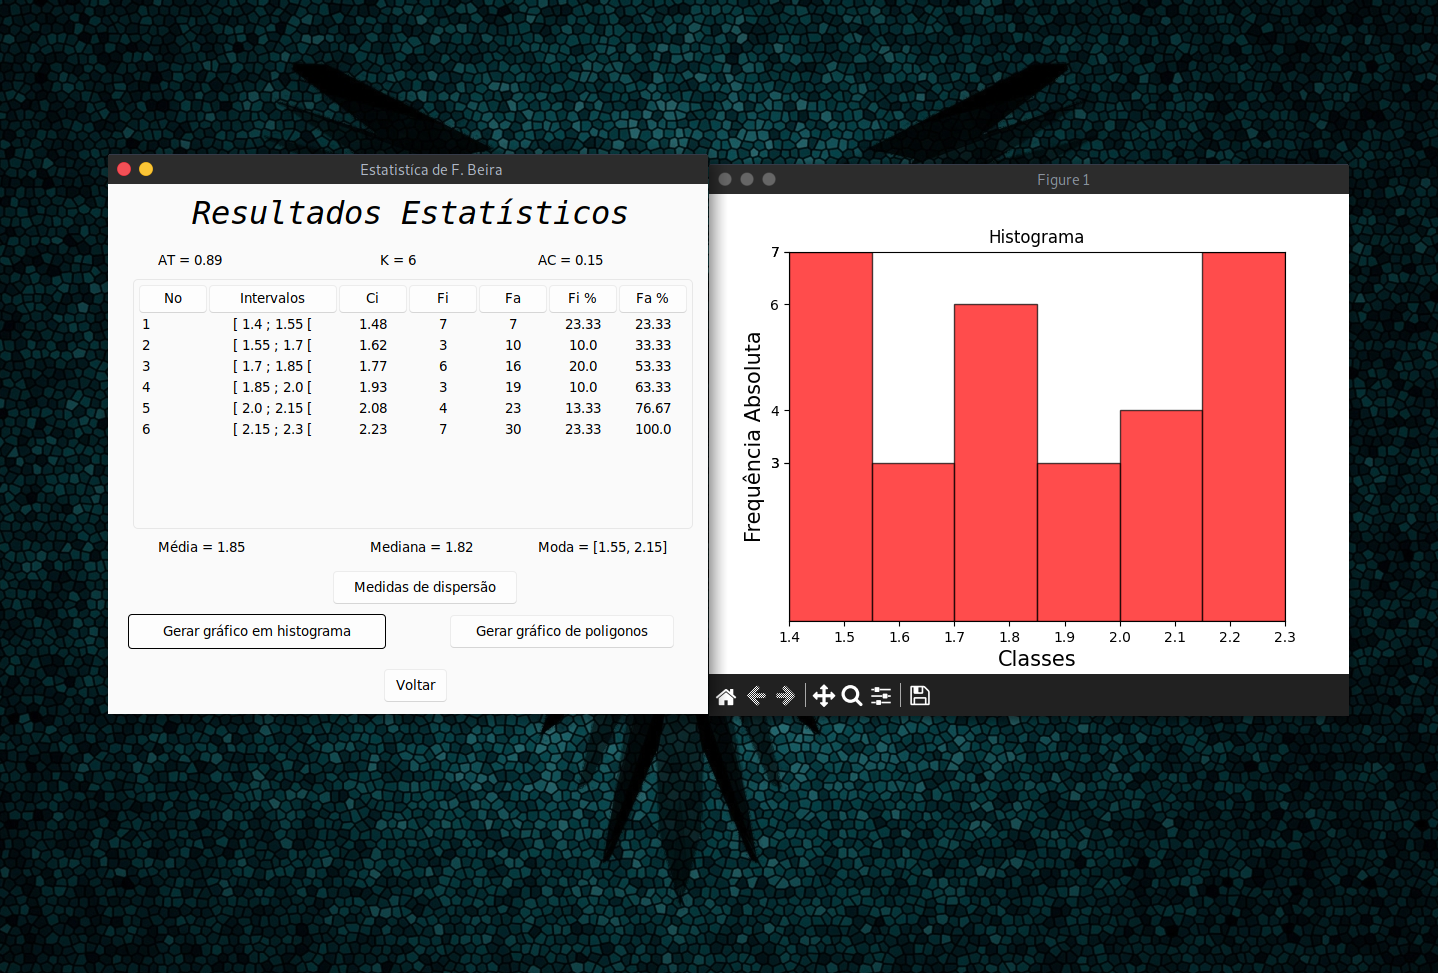 Estatistíca de F. Beira
Resultados Estatísticos
AT = 0.89 K = 6 AC = 0.15
No Intervalos Ci Fi Fa Fi % Fa %
1 [ 1.4 ; 1.55 [ 1.48 7 7 23.33 23.33
2 [ 1.55 ; 1.7 [ 1.62 3 10 10.0 33.33
3 [ 1.7 ; 1.85 [ 1.77 6 16 20.0 53.33
4 [ 1.85 ; 2.0 [ 1.93 3 19 10.0 63.33
5 [ 2.0 ; 2.15 [ 2.08 4 23 13.33 76.67
6 [ 2.15 ; 2.3 [ 2.23 7 30 23.33 100.0
Média = 1.85 Mediana = 1.82 Moda = [1.55, 2.15]
Medidas de dispersão
Gerar gráfico em histograma Gerar gráfico de poligonos
Voltar
Figure 1
Histograma
Frequência Absoluta
7
6
4
3
1.4 1.5 1.6 1.7 1.8 1.9 2.0 2.1 2.2 2.3
Classes